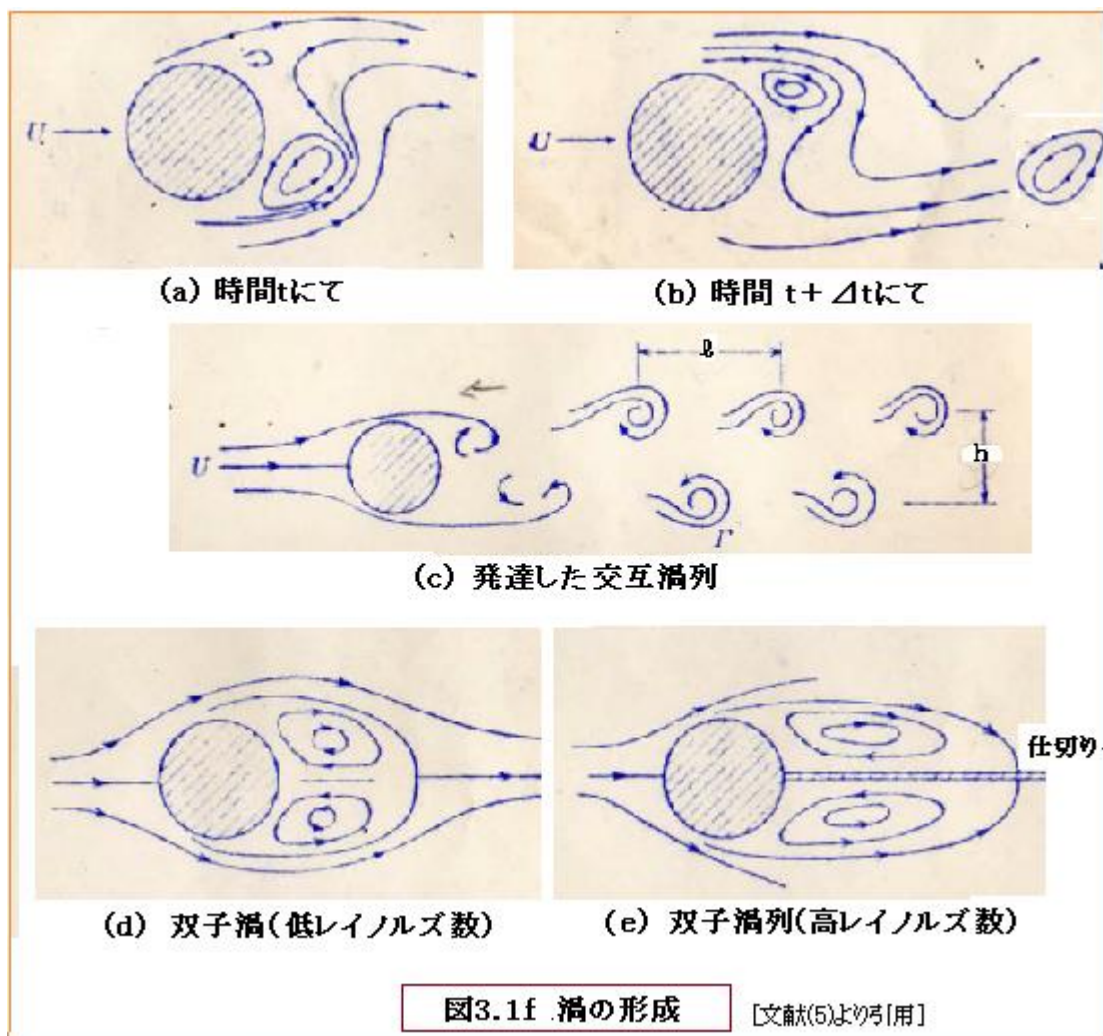 U
U
(a) 時間tにて
(b) 時間 t+⊿tにて
ℓ
U
h
Γ
(c) 発達した交互渦列
仕切り
(d) 双子渦(低レイノルズ数)
(e) 双子渦列(高レイノルズ数)
図3.1f 渦の形成
[文献(5)より引用]